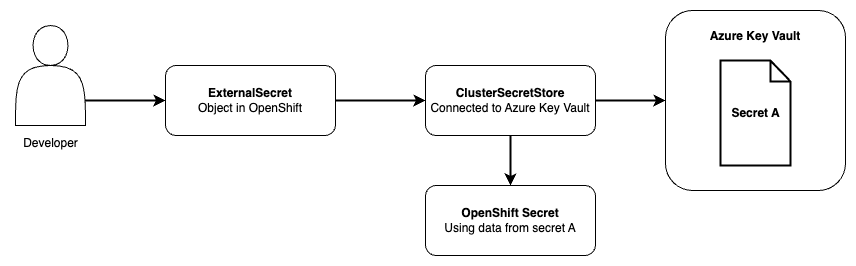 Developer
ExternalSecret
Object in OpenShift
ClusterSecretStore
Connected to Azure Key Vault
OpenShift Secret
Using data from secret A
Azure Key Vault
Secret A